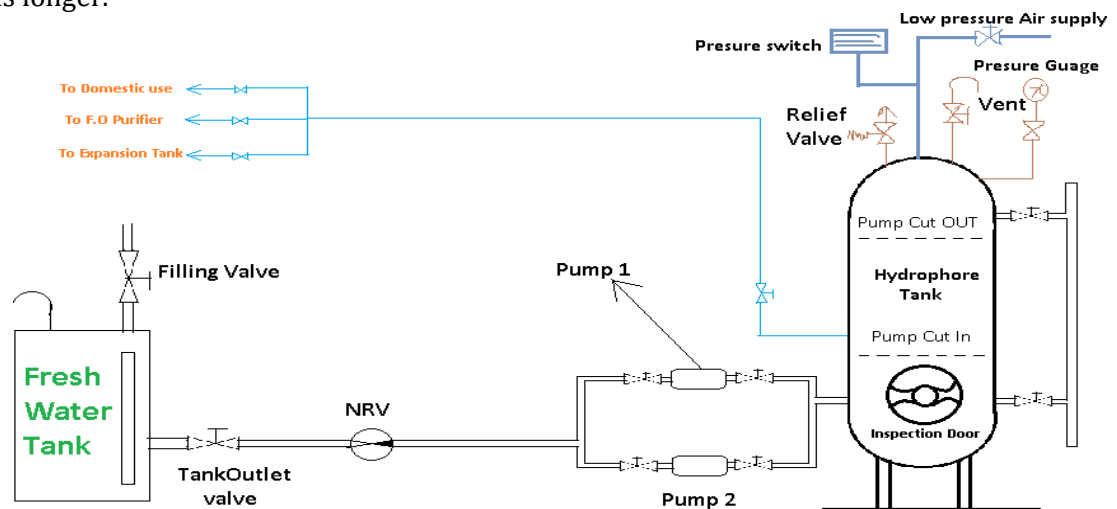 is longer.
Low pressure Air supply
Presure switch
Presure Guage
To Domestic use
Vent
Relief
Valve
To F.O Purifier
To Expansion Tank
Pump Cut OUT
Filling Valve
Pump 1
Hydrophore
Tank
Pump Cut In
Fresh
Water
Tank
NRV
Inspection Door
TankOutlet
valve
Pump 2